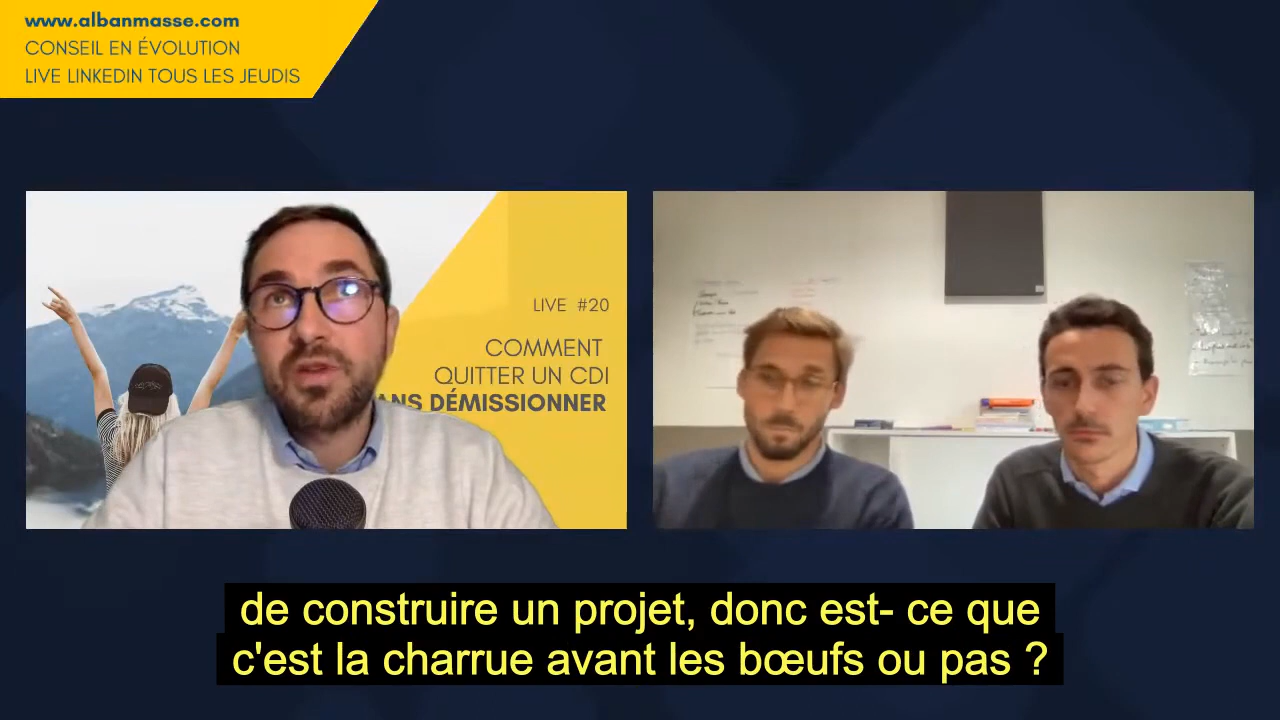 www.albanmasse.com
CONSEIL EN ÉVOLUTION
LIVE LINKEDIN TOUS LES JEUDIS
LIVE #20
COMMENT
QUITTER UN CDI
ANS DÉMISSIONNER
de construire un projet, donc est- ce que
c'est la charrue avant les bœufs ou pas ?